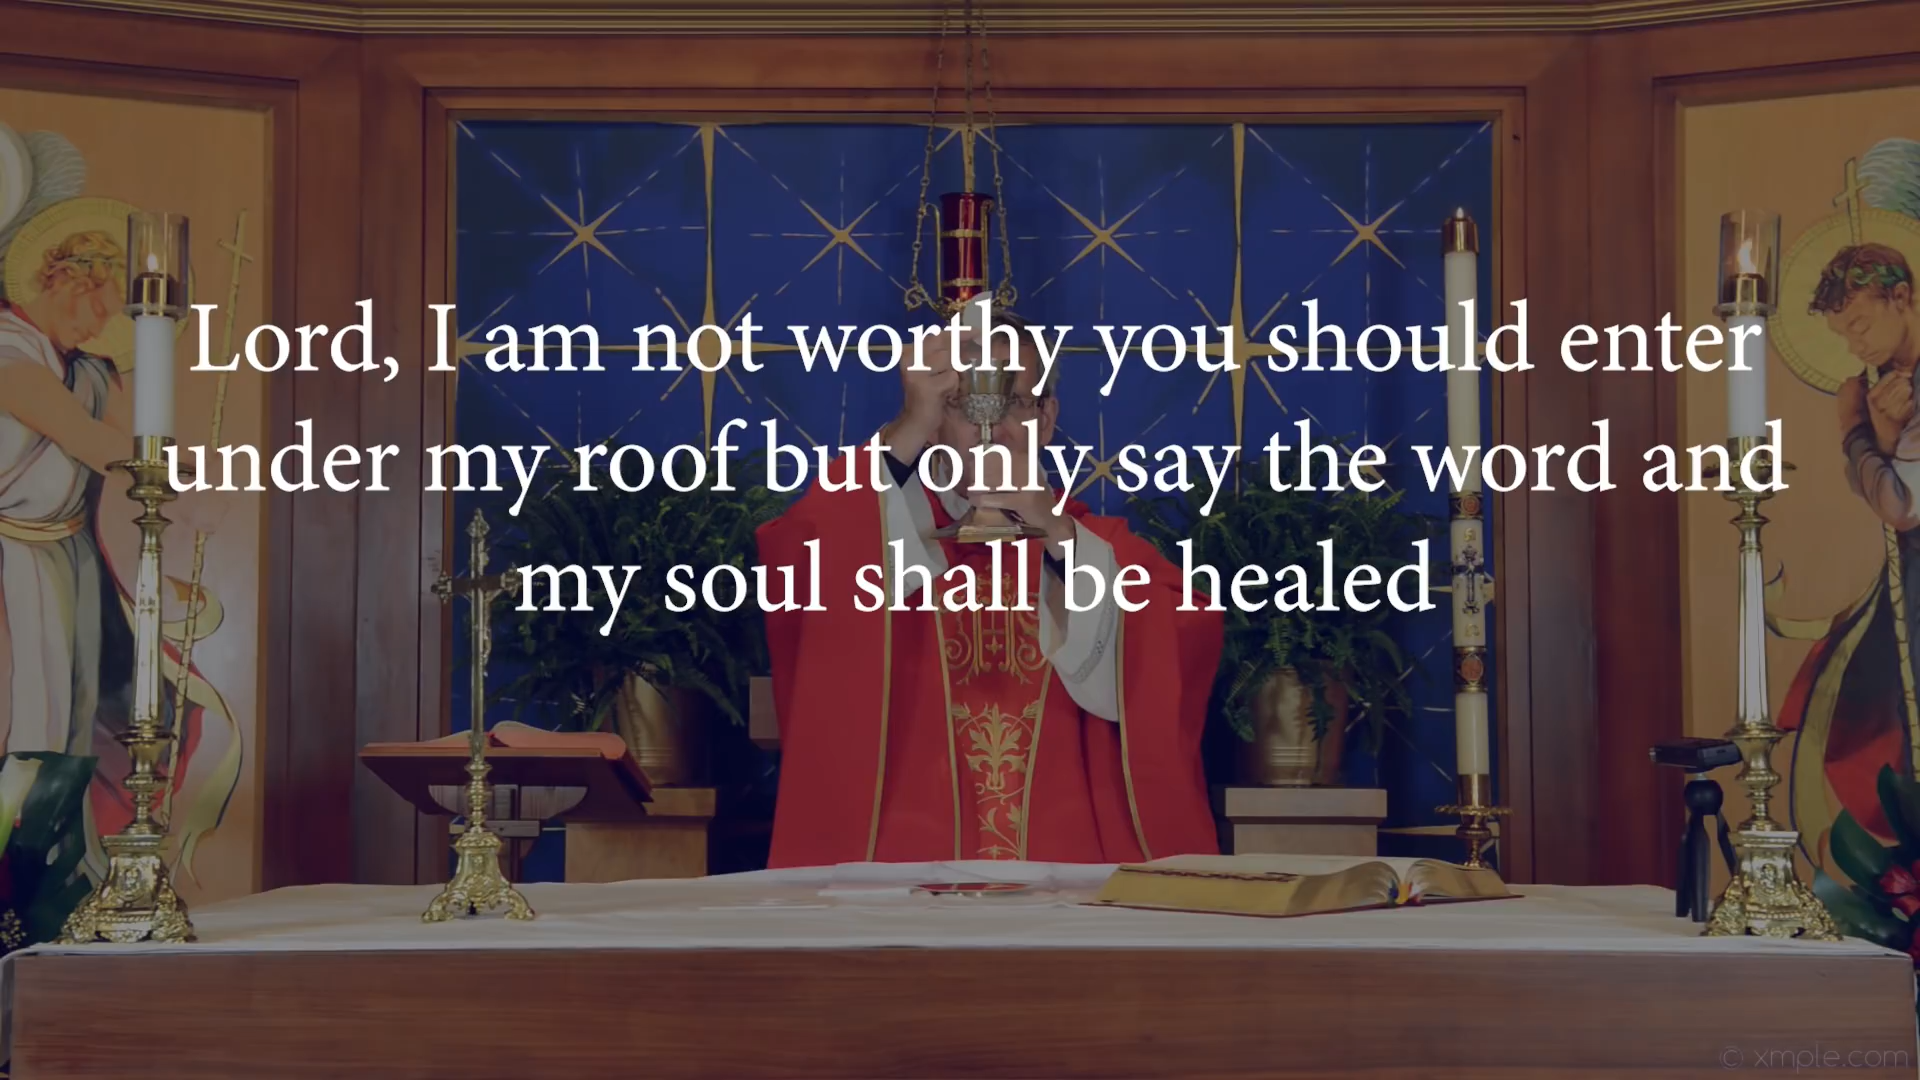 Lord, I am not worthy you should enter
under my roof but only say the word and
my soul shall be healed
© xmple.com